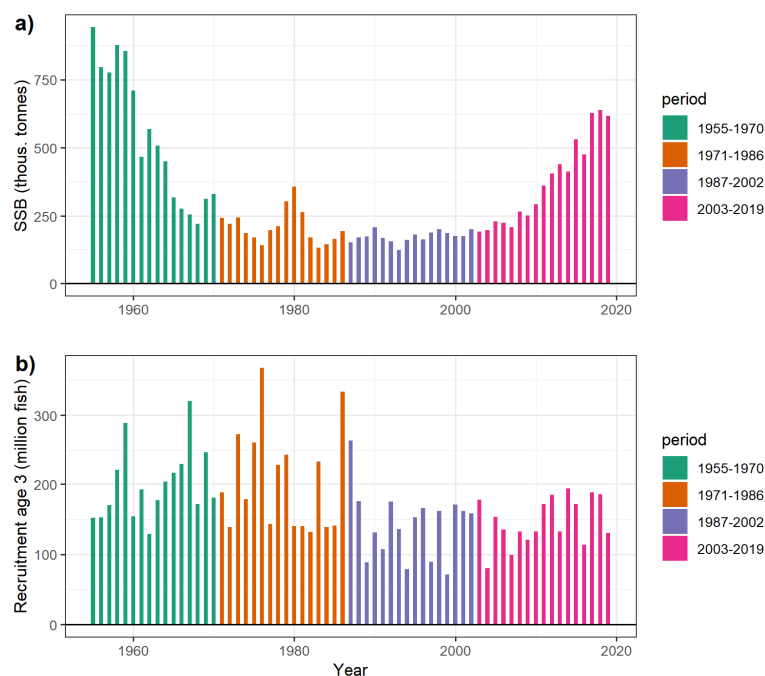 a)
SSB (thous. tonnes)
750
500
250
0
1960 1980 2000 2020
period
1955-1970
1971-1986
1987-2002
2003-2019
b)
Recruitment age 3 (million fish)
300
200
100
0
1960 1980 2000 2020
Year
period
1955-1970
1971-1986
1987-2002
2003-2019